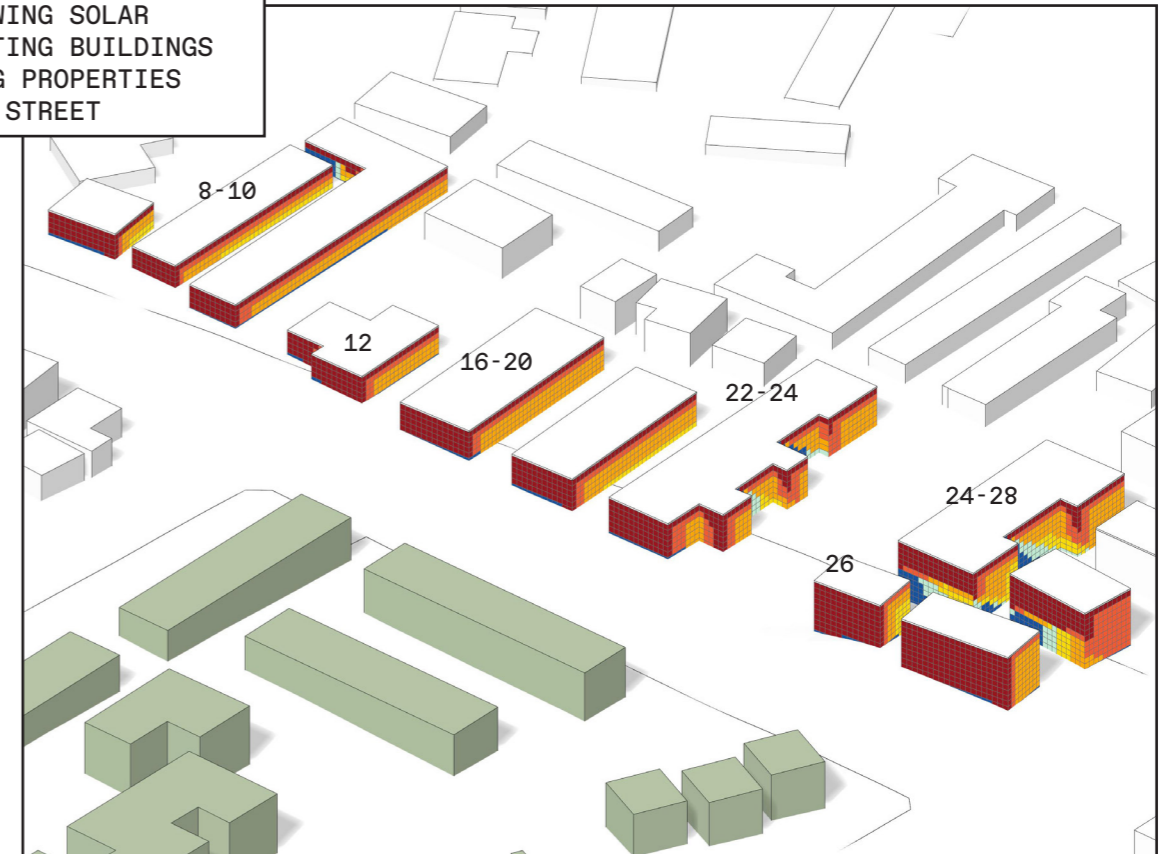 WING SOLAR
TING BUILDINGS
G PROPERTIES
STREET
8-10
12
16-20
22-24
24-28
26